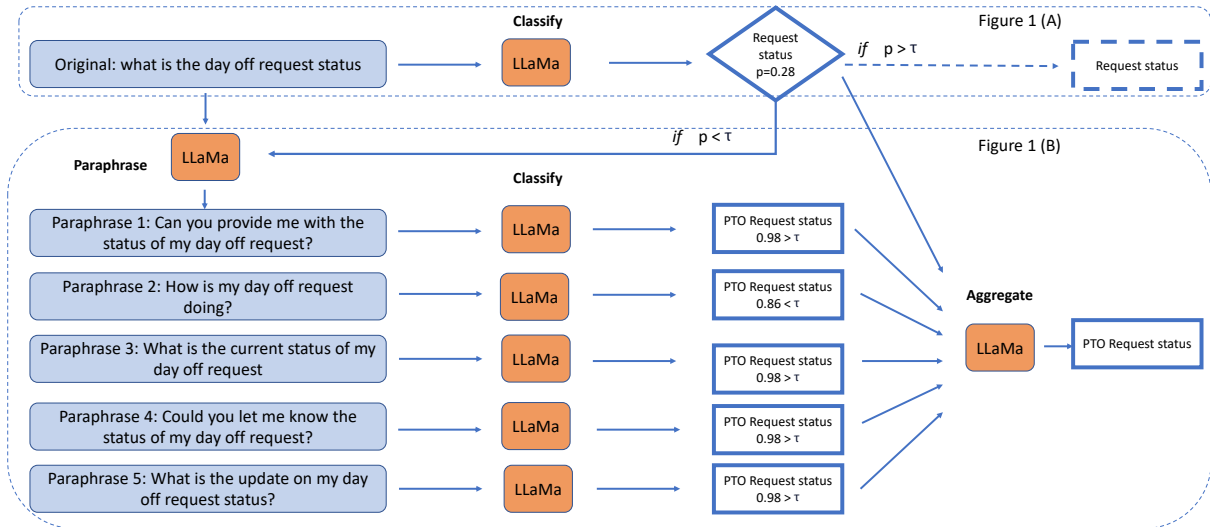 Classify
Figure 1 (A)
Original: what is the day off request status
LLaMa
Request
status
p=0.28
if p > τ
Request status
if p < τ
Figure 1 (B)
Paraphrase
LLaMa
Classify
Paraphrase 1: Can you provide me with the
status of my day off request?
LLaMa
PTO Request status
0.98 > τ
Paraphrase 2: How is my day off request
doing?
LLaMa
PTO Request status
0.86 < τ
Aggregate
LLaMa
PTO Request status
Paraphrase 3: What is the current status of my
day off request
LLaMa
PTO Request status
0.98 > τ
Paraphrase 4: Could you let me know the
status of my day off request?
LLaMa
PTO Request status
0.98 > τ
Paraphrase 5: What is the update on my day
off request status?
LLaMa
PTO Request status
0.98 > τ